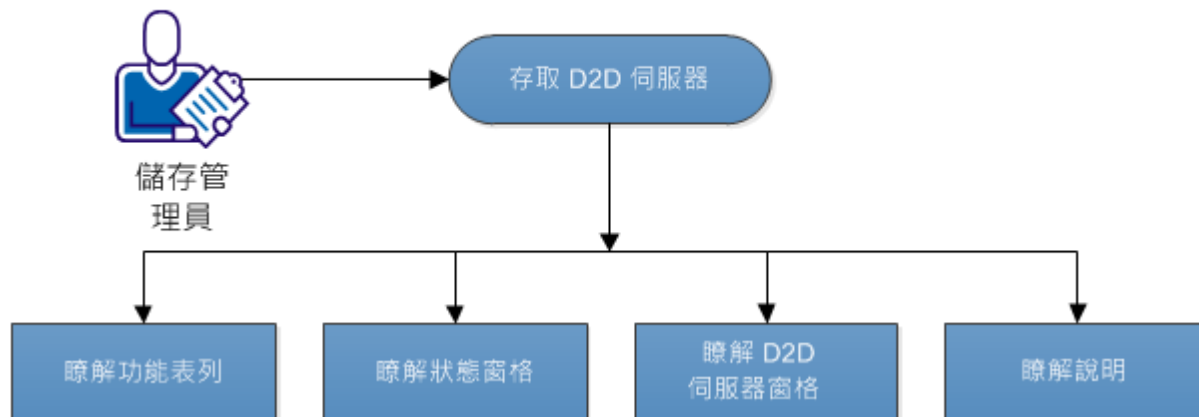 存取 D2D 伺服器
儲存管
理員
瞭解功能表列
瞭解狀態窗格
瞭解 D2D
伺服器窗格
瞭解說明